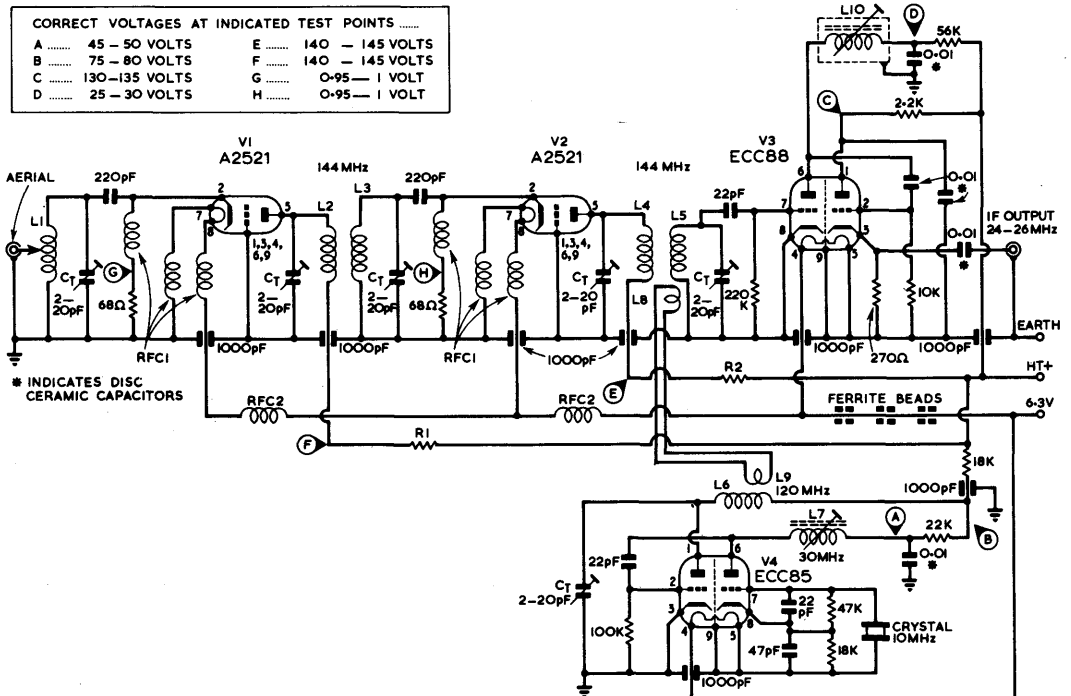 CORRECT VOLTAGES AT INDICATED TEST POINTS ......
A ........ 45 – 50 VOLTS
B ........ 75 – 80 VOLTS
C ........ 130–135 VOLTS
D ........ 25 – 30 VOLTS
E ........ 140 – 145 VOLTS
F ........ 140 – 145 VOLTS
G ........ 0·95 — 1 VOLT
H ........ 0·95 — 1 VOLT
L10
D
56K
0·01
*
C
2·2K
V1
A2521
144 MHz
V2
A2521
144 MHz
V3
ECC88
AERIAL
220pF
2
7
8
5
L1
L2
L3
220pF
2
7
8
5
L4
L5
22pF
6
1
7
2
8
3
4
9
5
0·01
*
IF OUTPUT
24–26MHz
0·01
*
CT
2–
20pF
G
68Ω
1,3,4,
6,9
CT
2–
20pF
CT
2–
20pF
H
68Ω
1,3,4,
6,9
CT
2–20
pF
L8
CT
2–
20pF
220
K
10K
270Ω
RFC1
1000pF
1000pF
RFC1
1000pF
1000pF
1000pF
EARTH
* INDICATES DISC
CERAMIC CAPACITORS
E
R2
HT+
RFC2
RFC2
FERRITE BEADS
6·3V
F
R1
18K
L9
L6
120MHz
1000pF
L7
30MHz
A
22K
B
0·01
*
22pF
1
6
V4
ECC85
CT
2–20pF
2
7
3
8
4
9
5
100K
22
pF
47K
47pF
18K
CRYSTAL
10MHz
1000pF